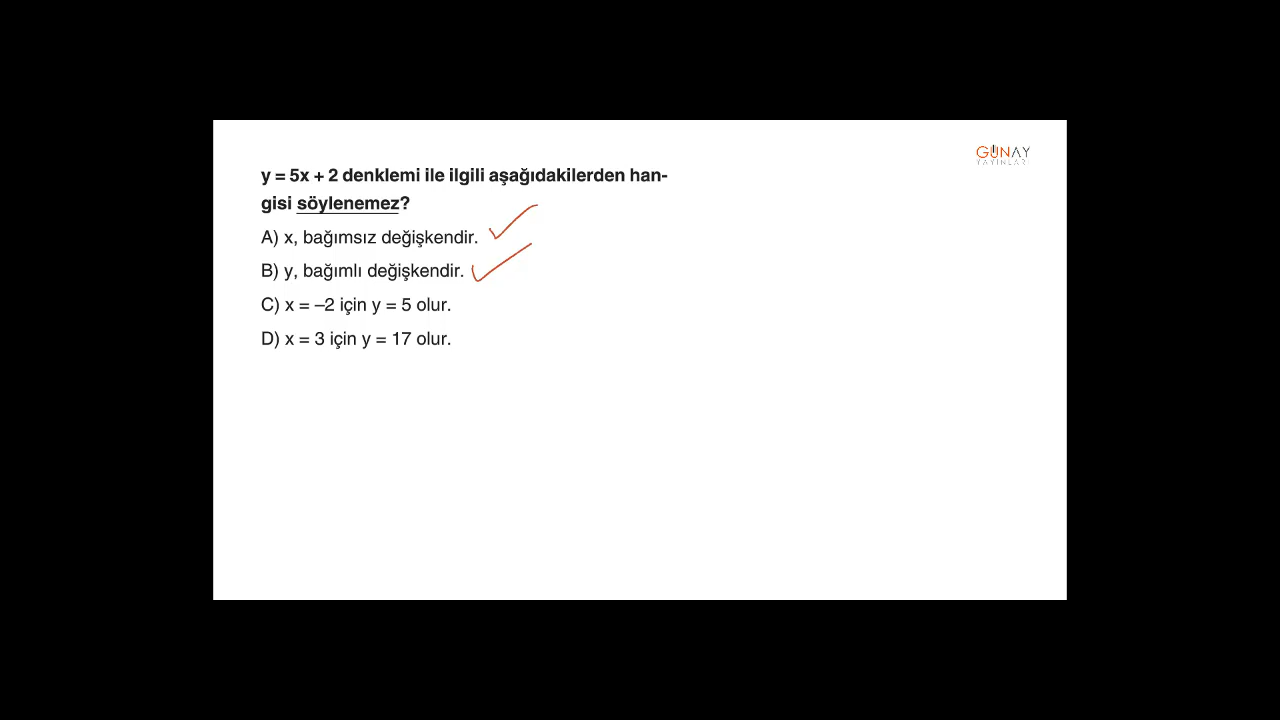 GÜNAY
YAYINLARI
y = 5x + 2 denklemi ile ilgili aşağıdakilerden han-
gisi söylenemez?
A) x, bağımsız değişkendir.
B) y, bağımlı değişkendir.
C) x = –2 için y = 5 olur.
D) x = 3 için y = 17 olur.